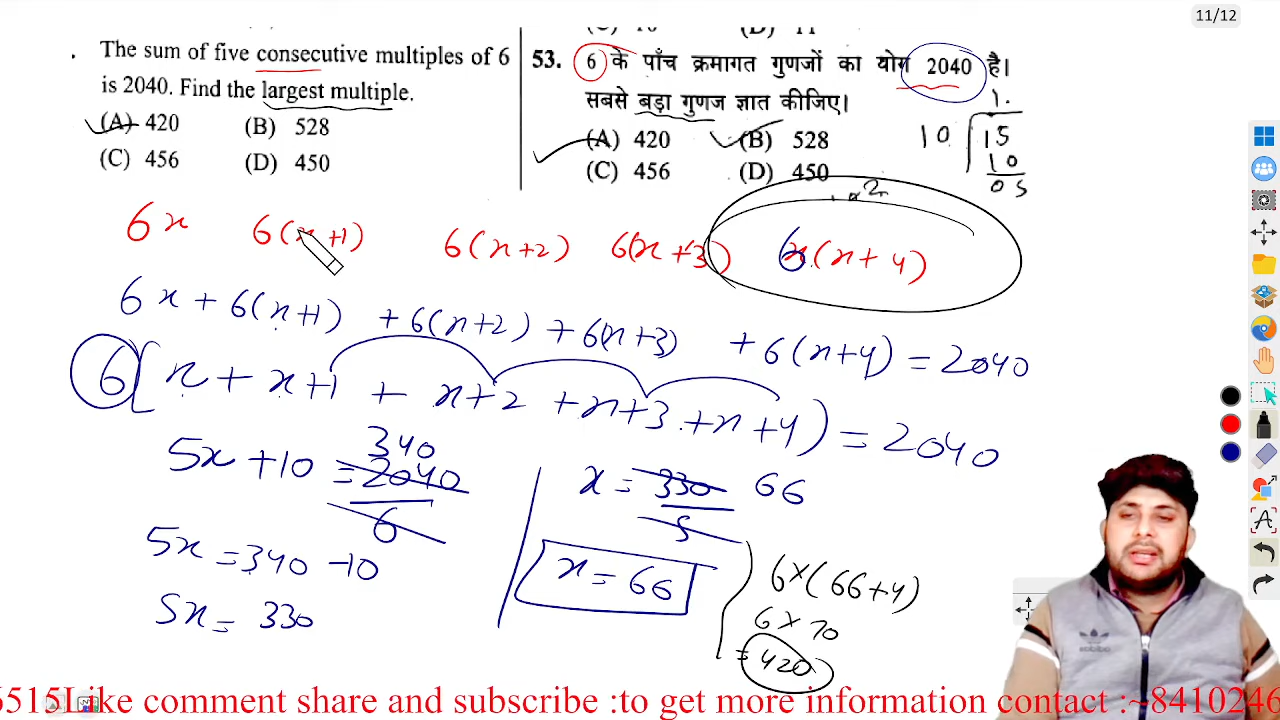 11/12
. The sum of five consecutive multiples of 6
is 2040. Find the largest multiple.
(A) 420 (B) 528
(C) 456 (D) 450
53. 6 के पाँच क्रमागत गुणजों का योग 2040 है।
सबसे बड़ा गुणज ज्ञात कीजिए।
(A) 420 (B) 528
(C) 456 (D) 450
1.
10 15
10
05
2
6x 6(x+1) 6(x+2) 6(x+3) 6(x+4)
6x + 6(x+1) + 6(x+2) + 6(x+3) + 6(x+4) = 2040
6(x + x+1 + x+2 + x+3 + x+4) = 2040
340
5x + 10 = 2040
6
5x = 340 - 10
5x = 330
x = 330 66
5
x = 66
6×(66+4)
6×70
= 420
6515Like comment share and subscribe :to get more information contact :~8410246